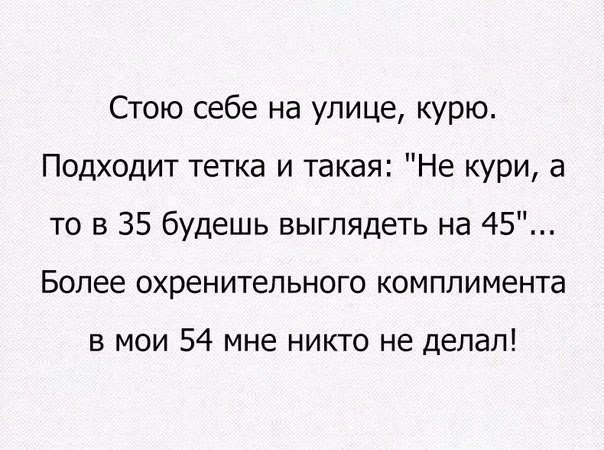 Стою себе на улице, курю.
Подходит тетка и такая: "Не кури, а
то в 35 будешь выглядеть на 45"...
Более охренительного комплимента
в мои 54 мне никто не делал!